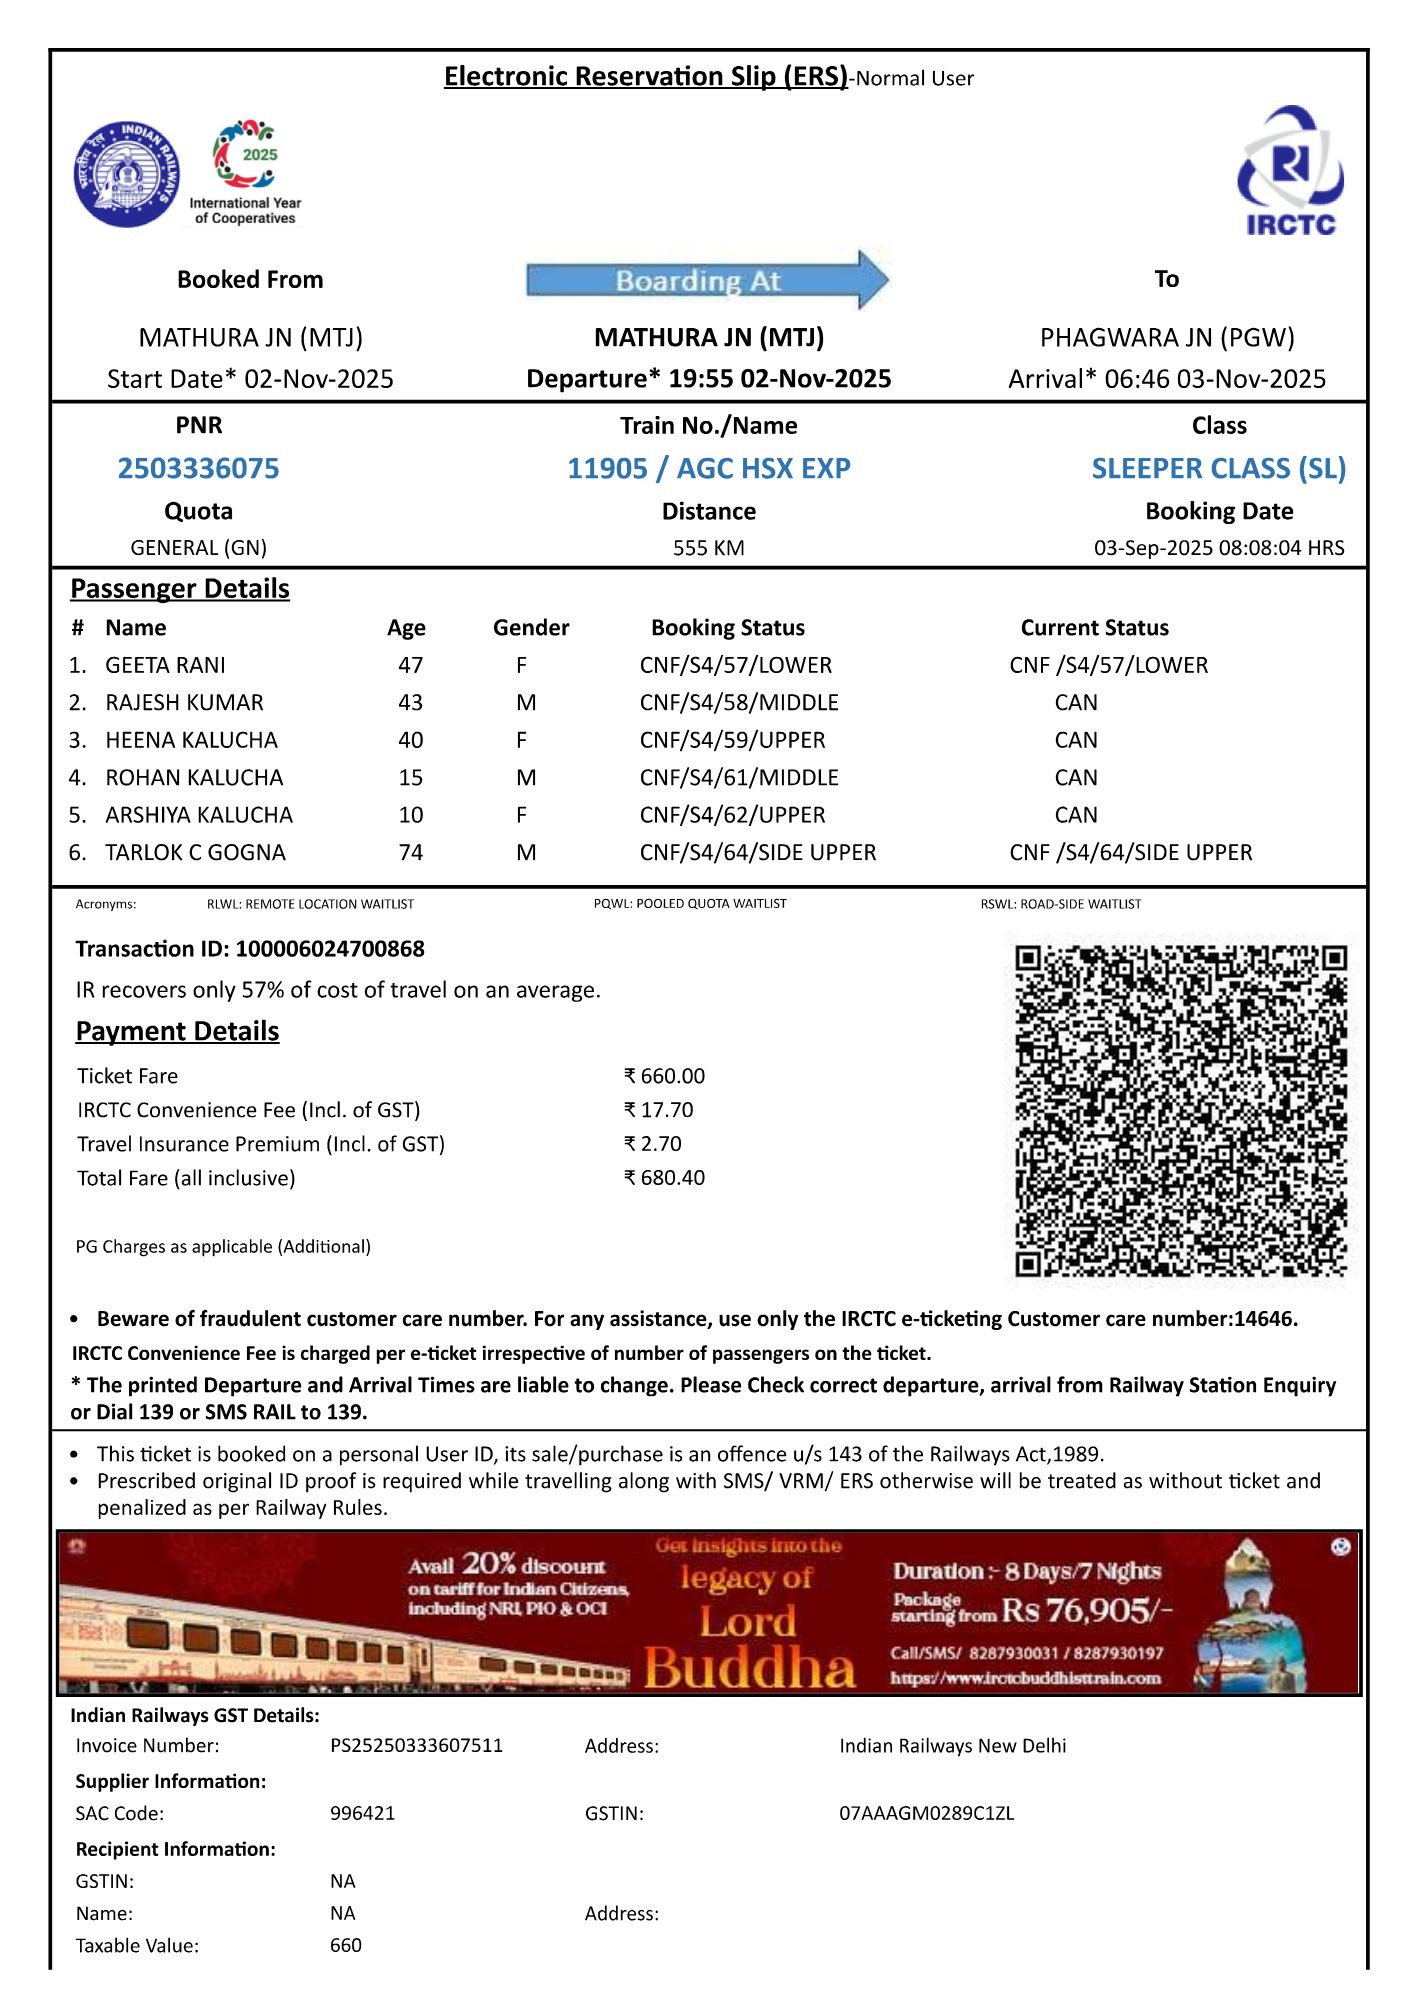 Electronic Reservation Slip (ERS)-Normal User
भारतीय रेल INDIAN RAILWAYS
2025
International Year
of Cooperatives
IRCTC
Booked From Boarding At To
MATHURA JN (MTJ) MATHURA JN (MTJ) PHAGWARA JN (PGW)
Start Date* 02-Nov-2025 Departure* 19:55 02-Nov-2025 Arrival* 06:46 03-Nov-2025
PNR Train No./Name Class
2503336075 11905 / AGC HSX EXP SLEEPER CLASS (SL)
Quota Distance Booking Date
GENERAL (GN) 555 KM 03-Sep-2025 08:08:04 HRS
Passenger Details
# Name Age Gender Booking Status Current Status
1. GEETA RANI 47 F CNF/S4/57/LOWER CNF /S4/57/LOWER
2. RAJESH KUMAR 43 M CNF/S4/58/MIDDLE CAN
3. HEENA KALUCHA 40 F CNF/S4/59/UPPER CAN
4. ROHAN KALUCHA 15 M CNF/S4/61/MIDDLE CAN
5. ARSHIYA KALUCHA 10 F CNF/S4/62/UPPER CAN
6. TARLOK C GOGNA 74 M CNF/S4/64/SIDE UPPER CNF /S4/64/SIDE UPPER
Acronyms: RLWL: REMOTE LOCATION WAITLIST PQWL: POOLED QUOTA WAITLIST RSWL: ROAD-SIDE WAITLIST
Transaction ID: 100006024700868
IR recovers only 57% of cost of travel on an average.
Payment Details
Ticket Fare ₹ 660.00
IRCTC Convenience Fee (Incl. of GST) ₹ 17.70
Travel Insurance Premium (Incl. of GST) ₹ 2.70
Total Fare (all inclusive) ₹ 680.40
PG Charges as applicable (Additional)
• Beware of fraudulent customer care number. For any assistance, use only the IRCTC e-ticketing Customer care number:14646.
IRCTC Convenience Fee is charged per e-ticket irrespective of number of passengers on the ticket.
* The printed Departure and Arrival Times are liable to change. Please Check correct departure, arrival from Railway Station Enquiry
or Dial 139 or SMS RAIL to 139.
• This ticket is booked on a personal User ID, its sale/purchase is an offence u/s 143 of the Railways Act,1989.
• Prescribed original ID proof is required while travelling along with SMS/ VRM/ ERS otherwise will be treated as without ticket and
penalized as per Railway Rules.
Avail 20% discount
on tariff for Indian Citizens,
including NRI, PIO & OCI
Get insights into the
legacy of
Lord
Buddha
Duration :- 8 Days/7 Nights
Package
starting from Rs 76,905/-
Call/SMS/ 8287930031 / 8287930197
https://www.irctcbuddhisttrain.com
Indian Railways GST Details:
Invoice Number: PS25250333607511 Address: Indian Railways New Delhi
Supplier Information:
SAC Code: 996421 GSTIN: 07AAAGM0289C1ZL
Recipient Information:
GSTIN: NA
Name: NA Address:
Taxable Value: 660